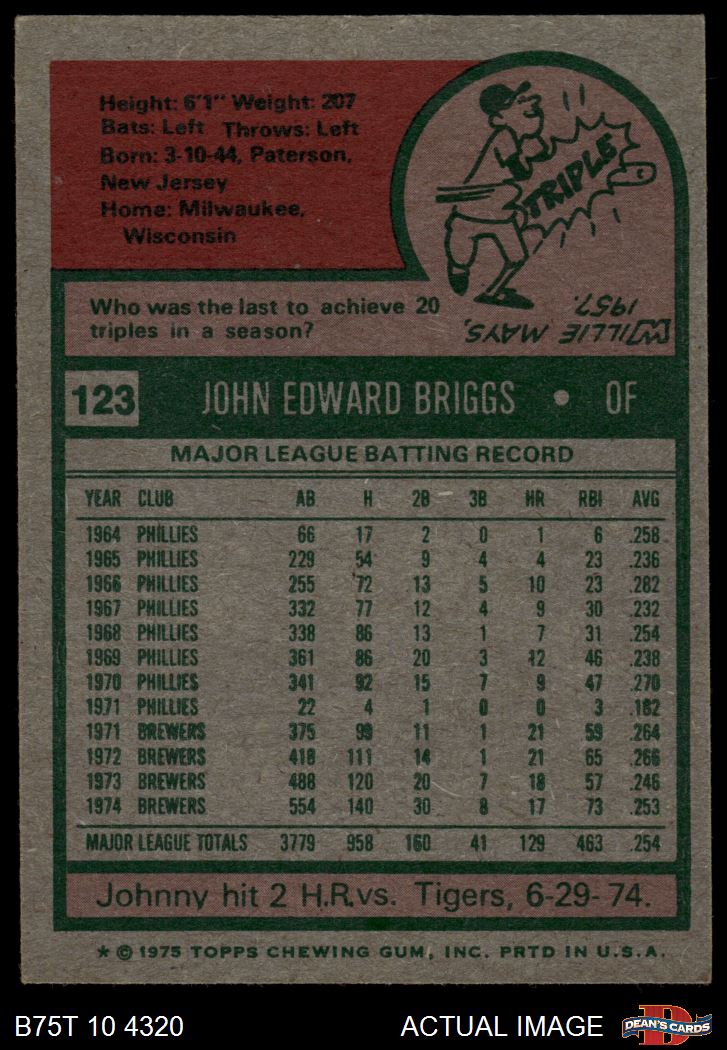 Height: 6'1" Weight: 207
Bats: Left Throws: Left
Born: 3-10-44, Paterson,
New Jersey
Home: Milwaukee,
Wisconsin
TRIPLE
Who was the last to achieve 20
triples in a season?
WILLIE MAYS,
1957.
123 JOHN EDWARD BRIGGS • OF
MAJOR LEAGUE BATTING RECORD
YEAR CLUB AB H 2B 3B HR RBI AVG
1964 PHILLIES 66 17 2 0 1 6 .258
1965 PHILLIES 229 54 9 4 4 23 .236
1966 PHILLIES 255 72 13 5 10 23 .282
1967 PHILLIES 332 77 12 4 9 30 .232
1968 PHILLIES 338 86 13 1 7 31 .254
1969 PHILLIES 361 86 20 3 12 46 .238
1970 PHILLIES 341 92 15 7 9 47 .270
1971 PHILLIES 22 4 1 0 0 3 .182
1971 BREWERS 375 99 11 1 21 59 .264
1972 BREWERS 418 111 14 1 21 65 .266
1973 BREWERS 488 120 20 7 18 57 .246
1974 BREWERS 554 140 30 8 17 73 .253
MAJOR LEAGUE TOTALS 3779 958 160 41 129 463 .254
Johnny hit 2 H.R.vs. Tigers, 6-29-74.
* © 1975 TOPPS CHEWING GUM, INC. PRTD IN U.S.A.
B75T 10 4320 ACTUAL IMAGE D DEAN'S CARDS